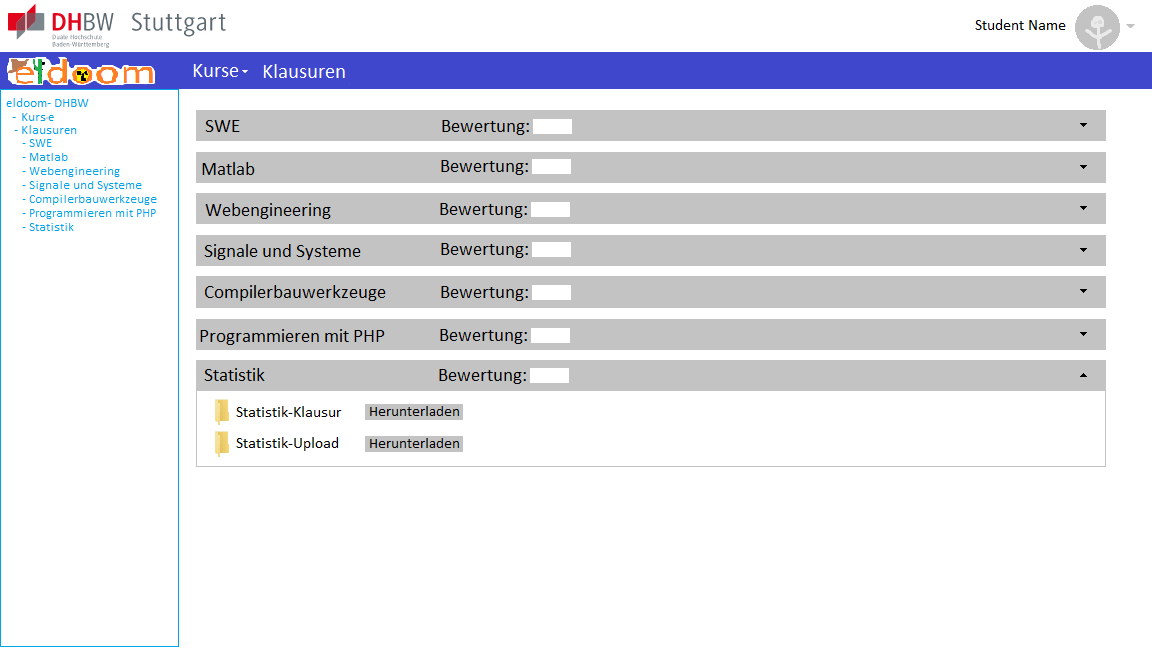 DHBW Stuttgart
Duale Hochschule
Baden-Württemberg
Student Name
eldoom
Kurse Klausuren
eldoom- DHBW
- Kurse
- Klausuren
- SWE
- Matlab
- Webengineering
- Signale und Systeme
- Compilerbauwerkzeuge
- Programmieren mit PHP
- Statistik
SWE Bewertung:
Matlab Bewertung:
Webengineering Bewertung:
Signale und Systeme Bewertung:
Compilerbauwerkzeuge Bewertung:
Programmieren mit PHP Bewertung:
Statistik Bewertung:
Statistik-Klausur Herunterladen
Statistik-Upload Herunterladen